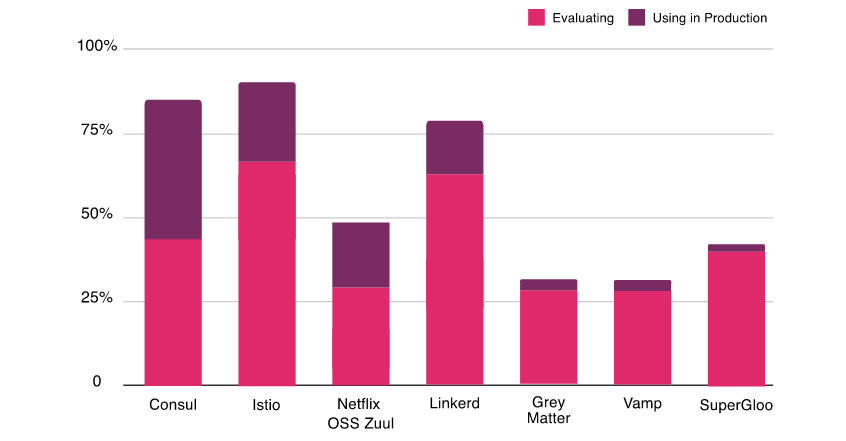 Evaluating
Using in Production
100%
75%
50%
25%
0
Consul
Istio
Netflix
OSS Zuul
Linkerd
Grey
Matter
Vamp
SuperGloo